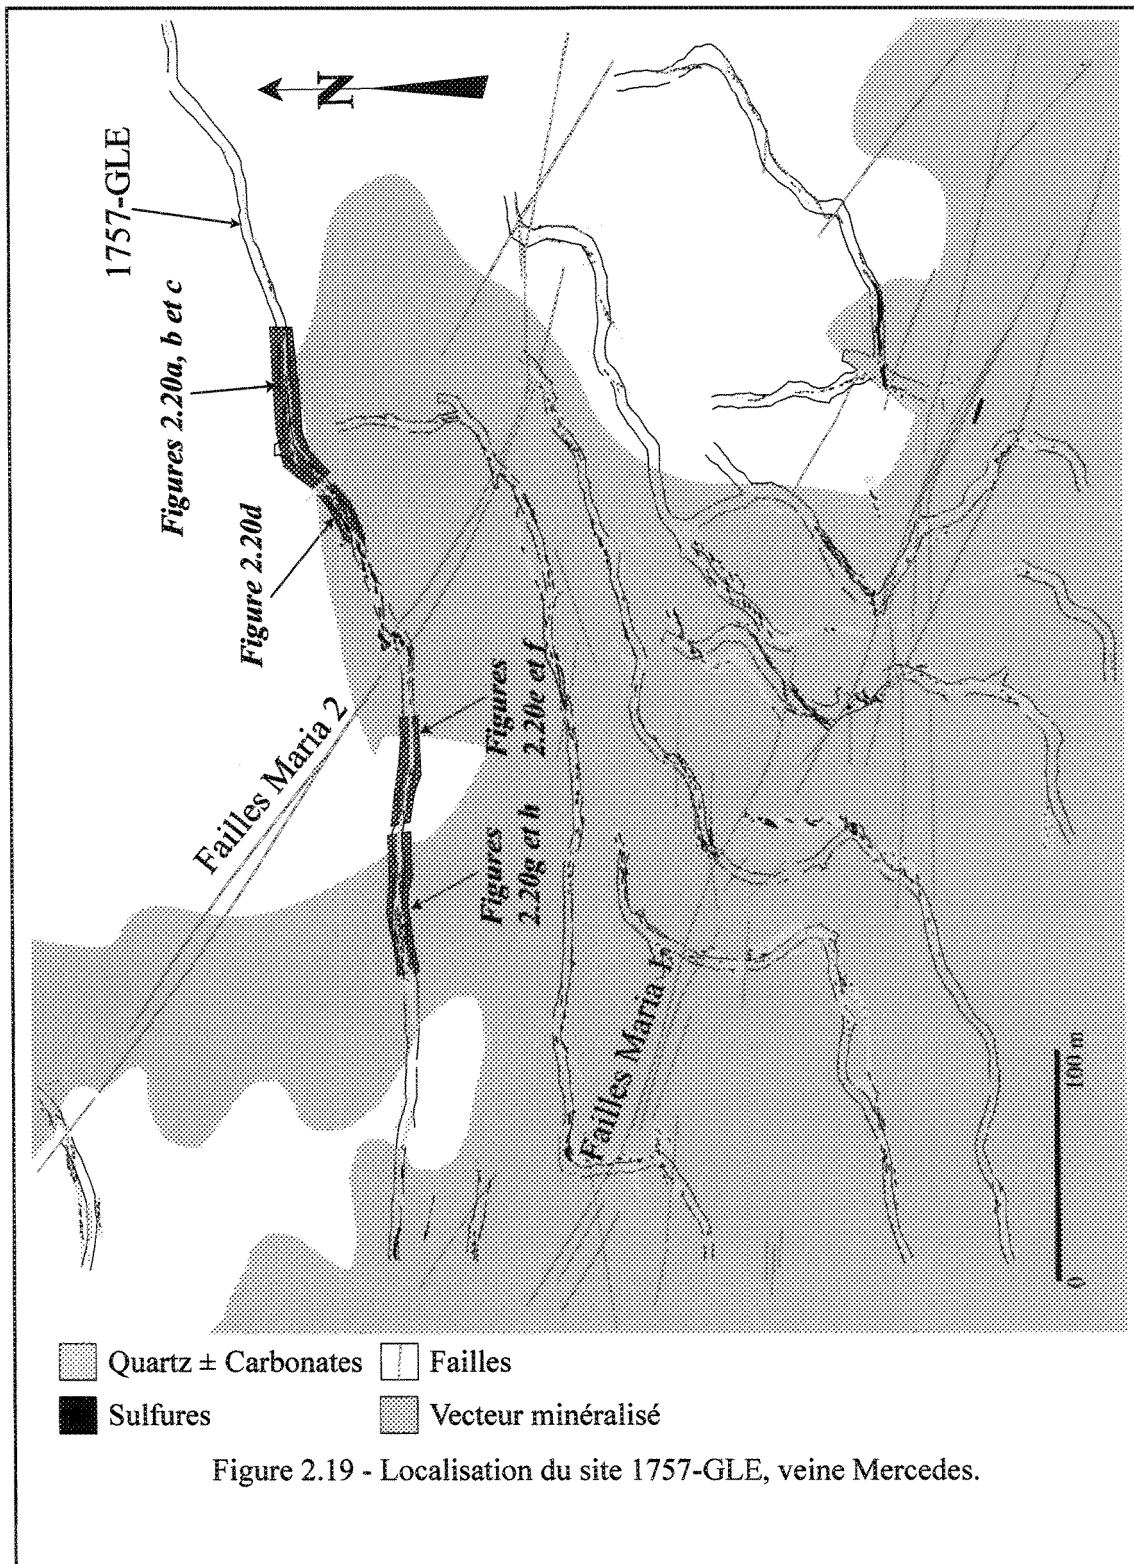 N
1757-GLE
Figures 2.20a, b et c
Figure 2.20d
Failles Maria 2
Figures
2.20e et f
Figures
2.20g et h
Failles Maria 1
0
100 m
Quartz ± Carbonates
Failles
Sulfures
Vecteur minéralisé
Figure 2.19 - Localisation du site 1757-GLE, veine Mercedes.